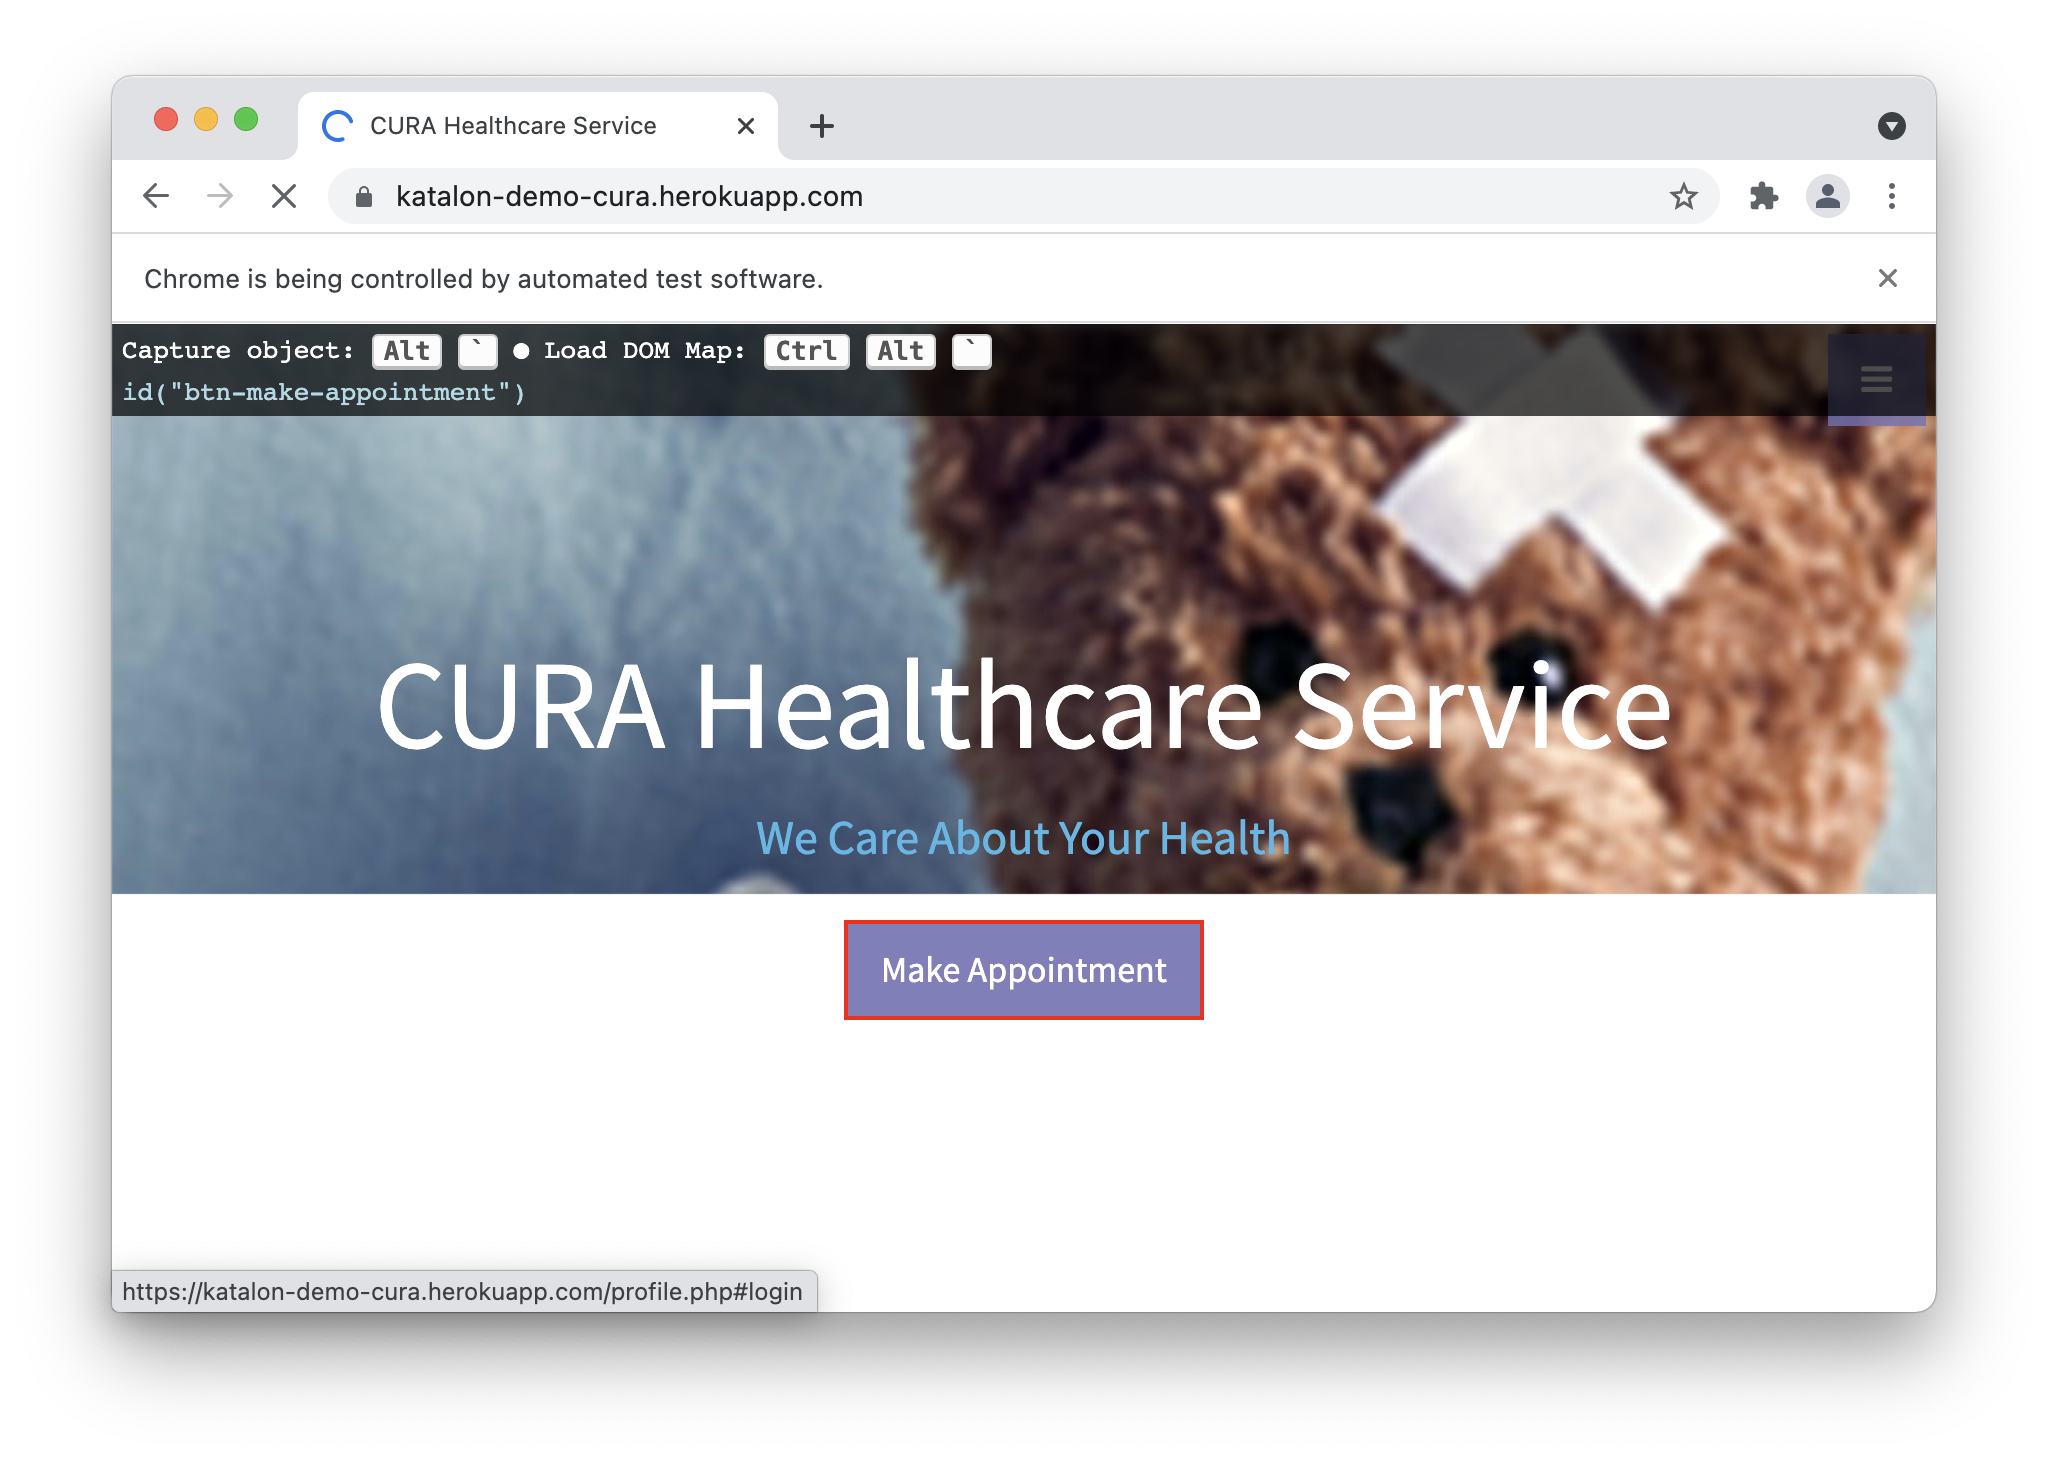 CURA Healthcare Service
katalon-demo-cura.herokuapp.com
Chrome is being controlled by automated test software.
Capture object: Alt ` ● Load DOM Map: Ctrl Alt `
id("btn-make-appointment")
CURA Healthcare Service
We Care About Your Health
Make Appointment
https://katalon-demo-cura.herokuapp.com/profile.php#login